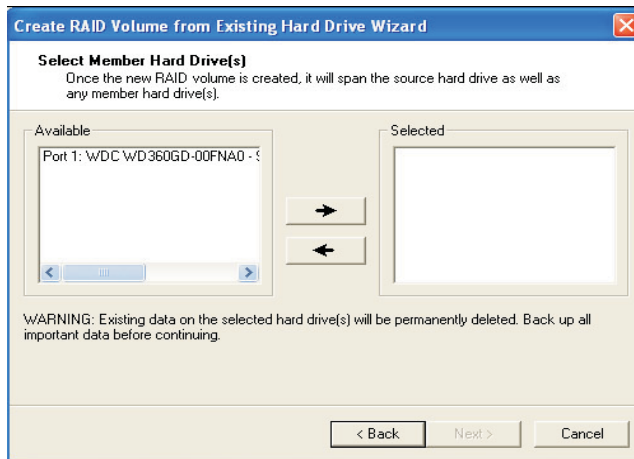 Create RAID Volume from Existing Hard Drive Wizard
Select Member Hard Drive(s)
Once the new RAID volume is created, it will span the source hard drive as well as
any member hard drive(s).
Available
Selected
Port 1: WDC WD360GD-00FNA0 -
WARNING: Existing data on the selected hard drive(s) will be permanently deleted. Back up all
important data before continuing.
< Back
Next >
Cancel